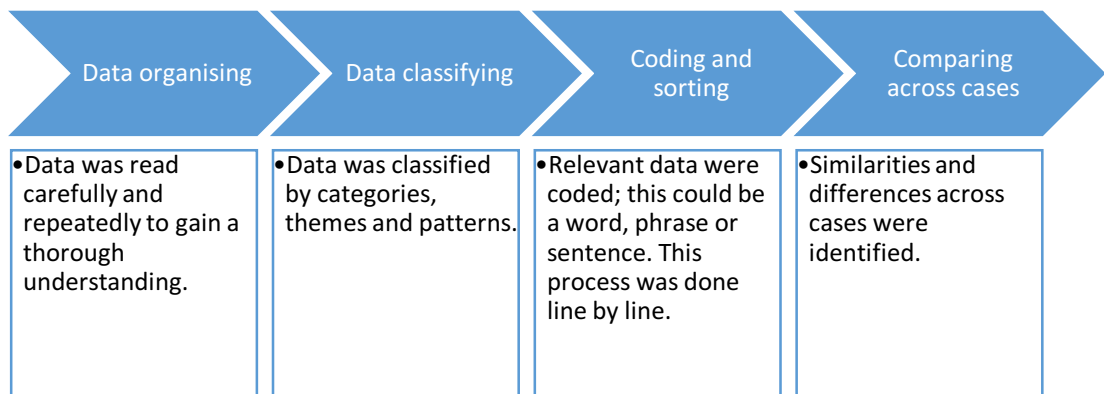 Data organising
Data classifying
Coding and
sorting
Comparing
across cases
•Data was read
carefully and
repeatedly to gain a
thorough
understanding.
•Data was classified
by categories,
themes and patterns.
•Relevant data were
coded; this could be
a word, phrase or
sentence. This
process was done
line by line.
•Similarities and
differences across
cases were
identified.